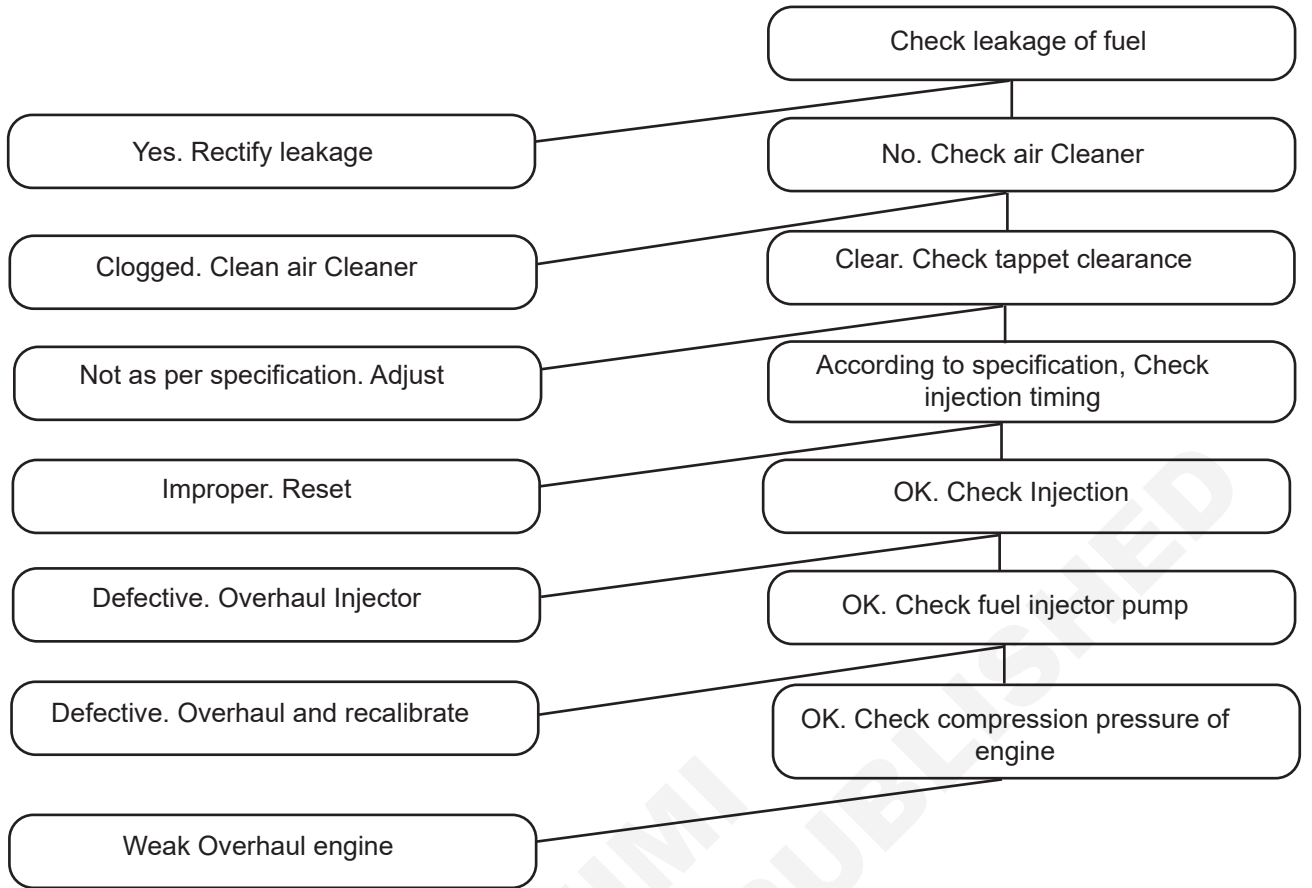 Check leakage of fuel
Yes. Rectify leakage
No. Check air Cleaner
Clogged. Clean air Cleaner
Clear. Check tappet clearance
Not as per specification. Adjust
According to specification, Check
injection timing
Improper. Reset
OK. Check Injection
Defective. Overhaul Injector
OK. Check fuel injector pump
Defective. Overhaul and recalibrate
OK. Check compression pressure of
engine
Weak Overhaul engine